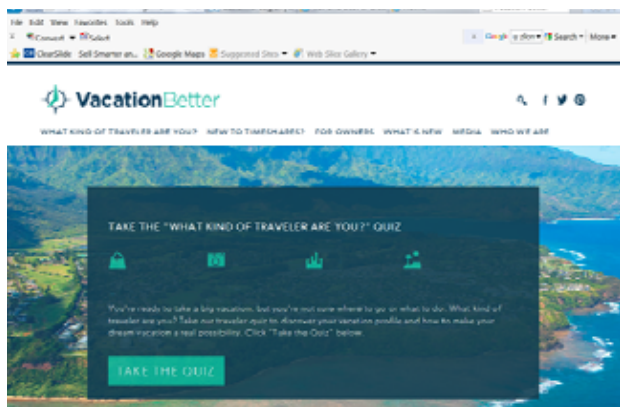 File Edit View Favorites Tools Help
x Convert Select
x Google Search More
ClearSlide Sell Smarter an... Google Maps Suggested Sites Web Slice Gallery
VacationBetter
WHAT KIND OF TRAVELER ARE YOU? NEW TO TIMESHARES? FOR OWNERS WHAT'S NEW MEDIA WHO WE ARE
TAKE THE "WHAT KIND OF TRAVELER ARE YOU?" QUIZ
You're ready to take a big vacation, but you're not sure where to go or what to do. What kind of
traveler are you? Take our traveler quiz to discover your vacation profile and how to make your
dream vacation a real possibility. Click "Take the Quiz" below.
TAKE THE QUIZ